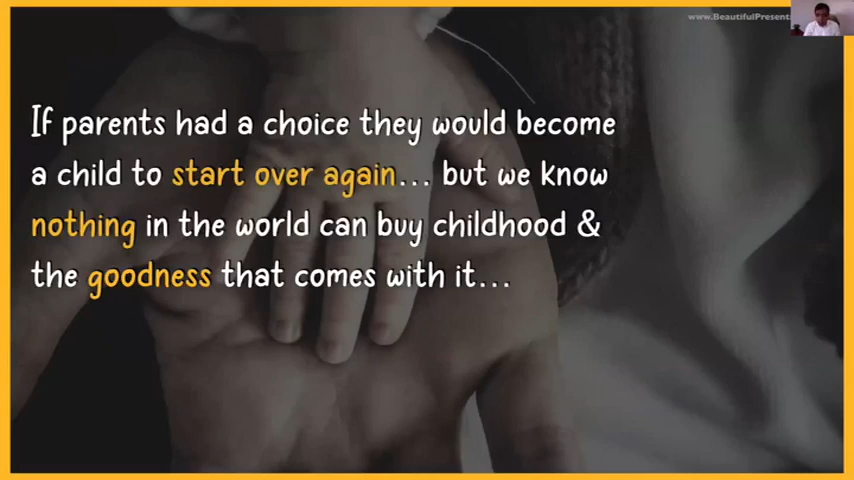 www.BeautifulPresent
If parents had a choice they would become
a child to start over again... but we know
nothing in the world can buy childhood &
the goodness that comes with it...